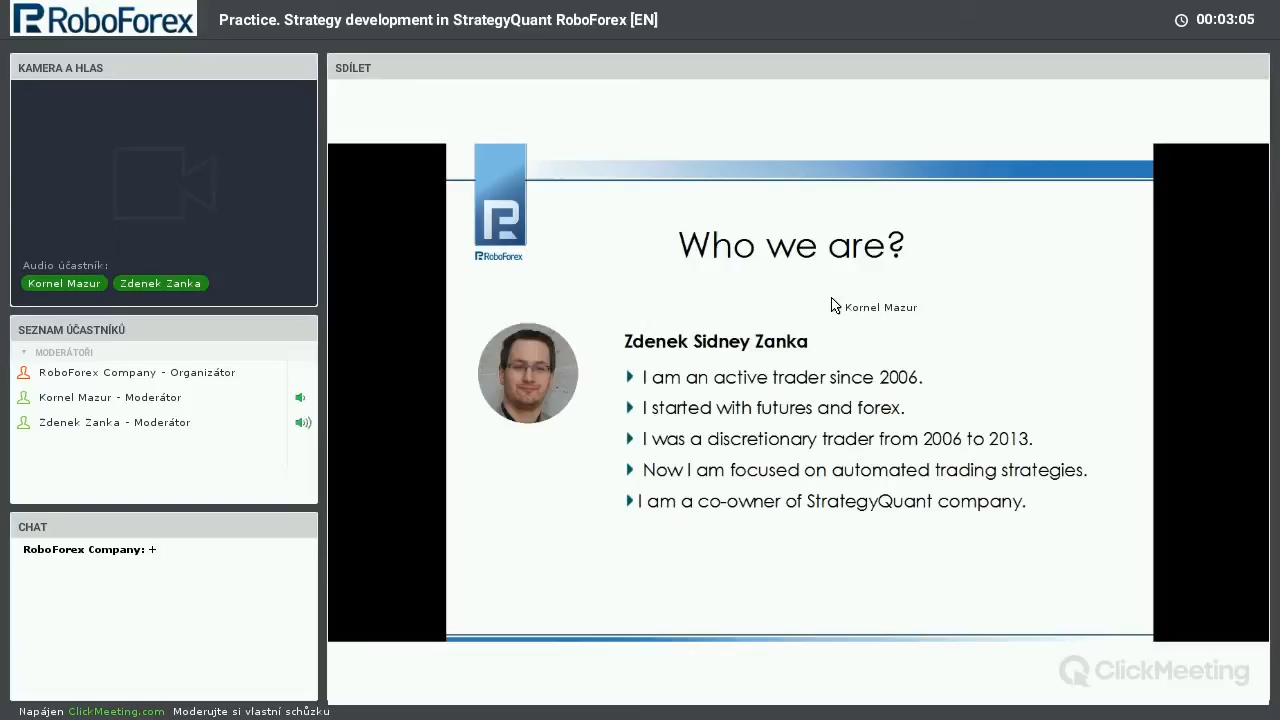 RoboForex
Practice. Strategy development in StrategyQuant RoboForex [EN]
00:03:05
KAMERA A HLAS
Audio účastník:
Kornel Mazur
Zdenek Zanka
SEZNAM ÚČASTNÍKŮ
MODERÁTOŘI
RoboForex Company - Organizátor
Kornel Mazur - Moderátor
Zdenek Zanka - Moderátor
CHAT
RoboForex Company: +
Napájen ClickMeeting.com Moderujte si vlastní schůzku
SDÍLET
RoboForex
Who we are?
Kornel Mazur
Zdenek Sidney Zanka
I am an active trader since 2006.
I started with futures and forex.
I was a discretionary trader from 2006 to 2013.
Now I am focused on automated trading strategies.
I am a co-owner of StrategyQuant company.
ClickMeeting